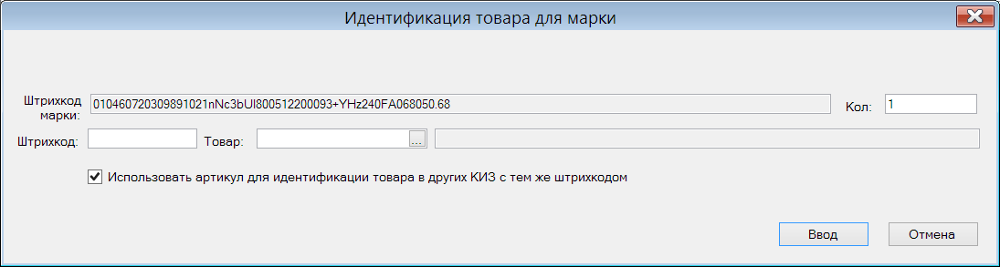 Идентификация товара для марки
Штрихкод марки: 010460720309891021nNc3bUl800512200093+YHz240FA068050.68 Кол: 1
Штрихкод: Товар: ...
Использовать артикул для идентификации товара в других КИЗ с тем же штрихкодом
Ввод Отмена